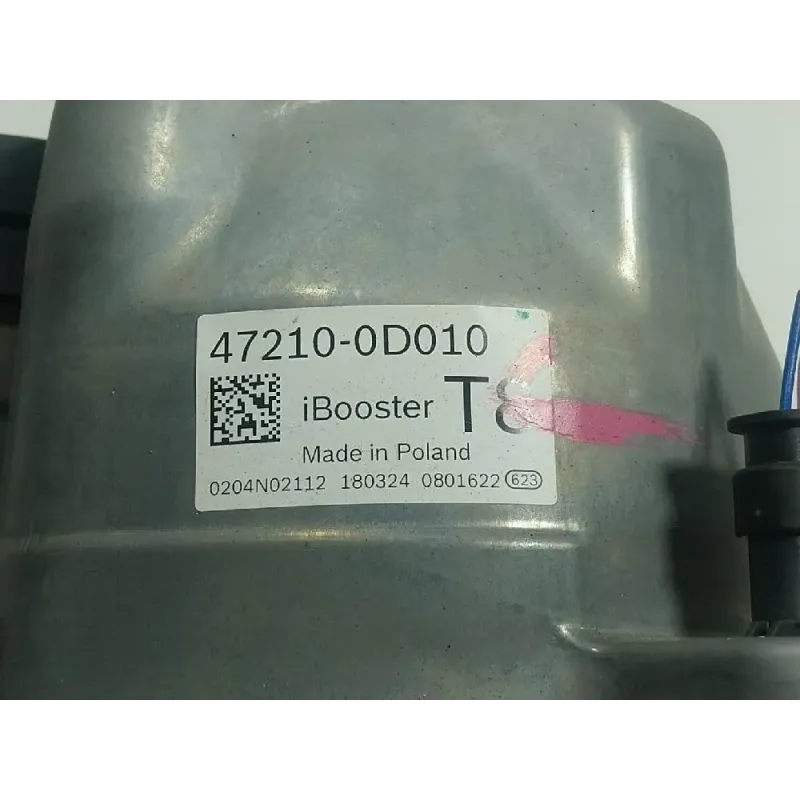 47210-0D010
iBooster T8
Made in Poland
0204N02112 180324 0801622 623